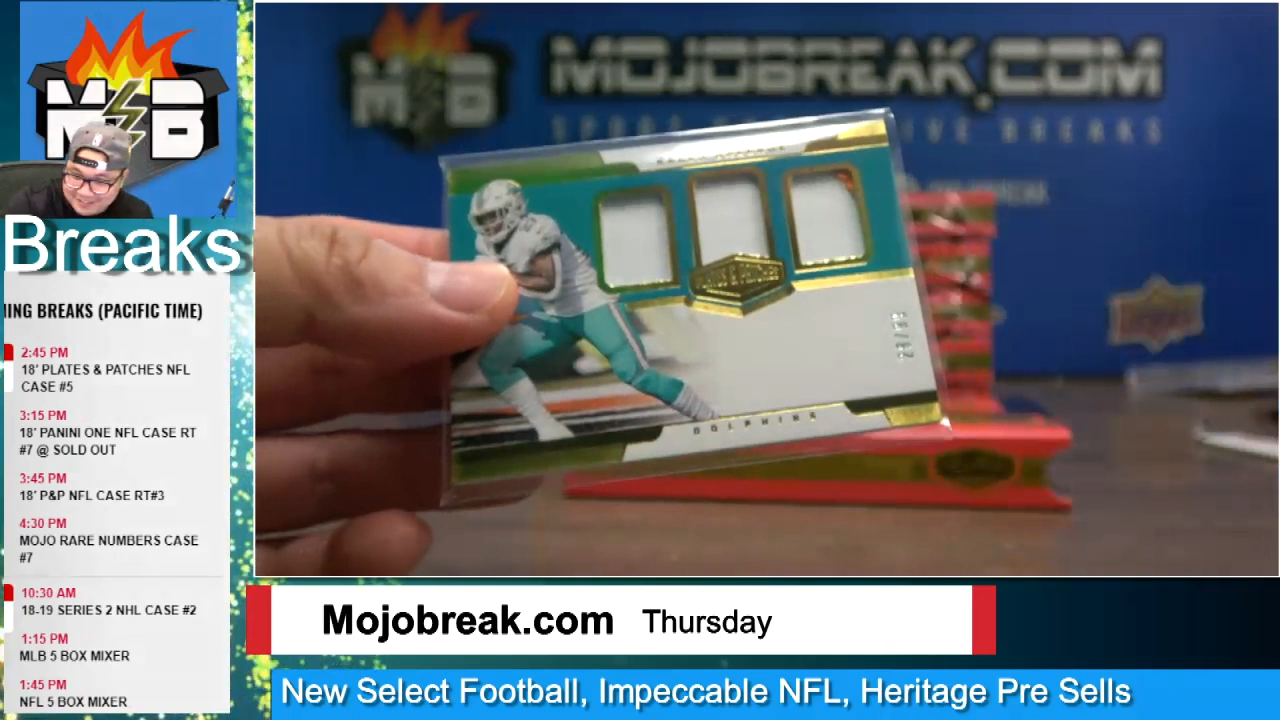 M B
Breaks
ING BREAKS (PACIFIC TIME)
2:45 PM
18' PLATES & PATCHES NFL
CASE #5
3:15 PM
18' PANINI ONE NFL CASE RT
#7 @ SOLD OUT
3:45 PM
18' P&P NFL CASE RT#3
4:30 PM
MOJO RARE NUMBERS CASE
#7
10:30 AM
18-19 SERIES 2 NHL CASE #2
1:15 PM
MLB 5 BOX MIXER
1:45 PM
NFL 5 BOX MIXER
M B
MOJOBREAK.COM
DOLPHINS
Mojobreak.com Thursday
New Select Football, Impeccable NFL, Heritage Pre Sells